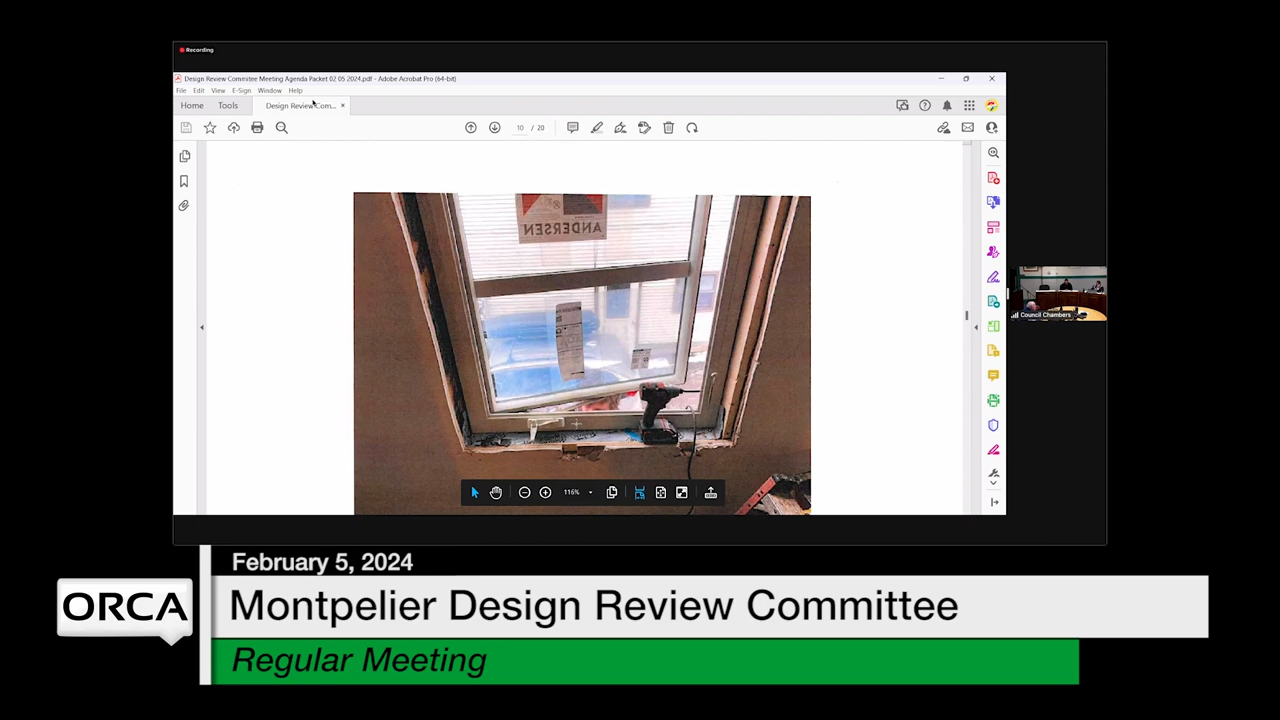 Recording
Design Review Commitee Meeting Agenda Packet 02 05 2024.pdf - Adobe Acrobat Pro (64-bit)
File Edit View E-Sign Window Help
Home Tools Design Review Com... ×
10 / 20
ANDERSEN
116%
Council Chambers
February 5, 2024
ORCA
Montpelier Design Review Committee
Regular Meeting